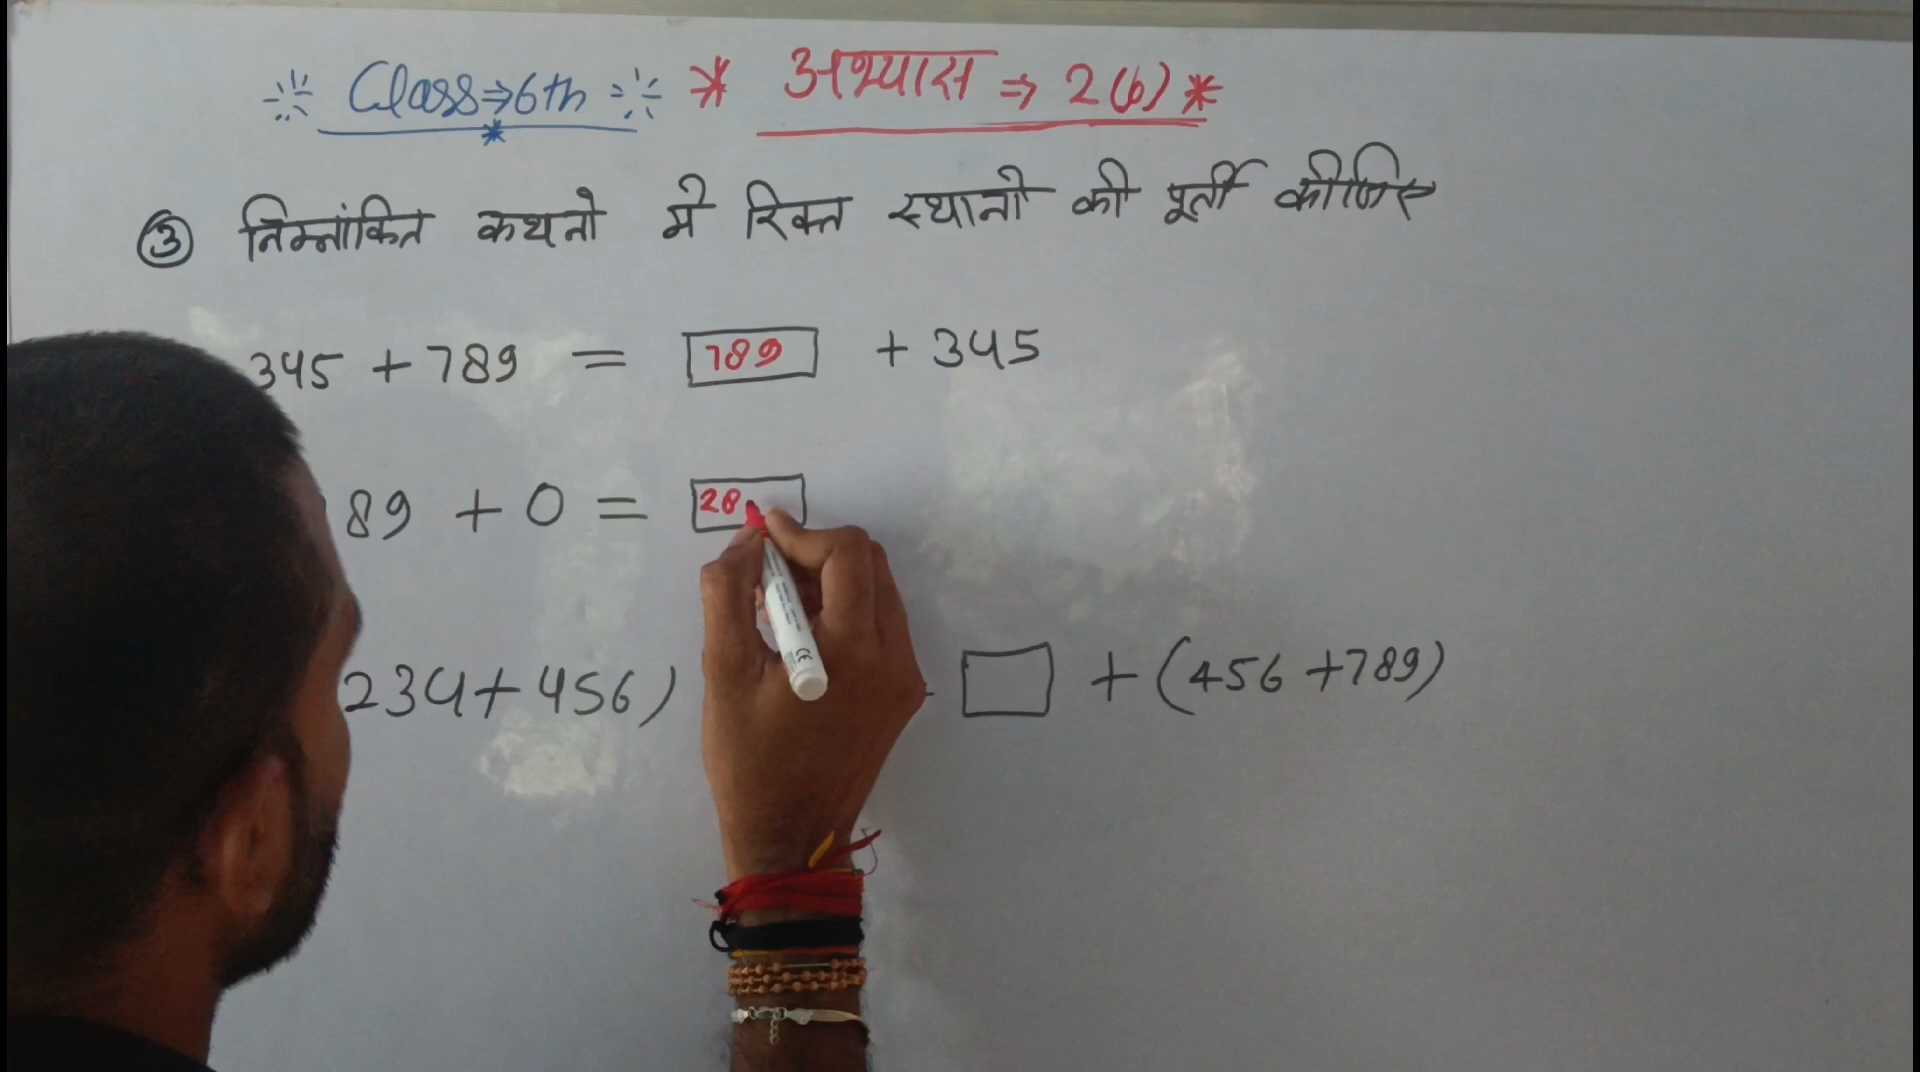 Class⇒6th * अभ्यास ⇒ 2(b) *
③ निम्नांकित कथनो मे रिक्त स्थानो की पूर्ती कीजिए
345 + 789 = 789 + 345
89 + 0 = 28
234 + 456) + (456 + 789)